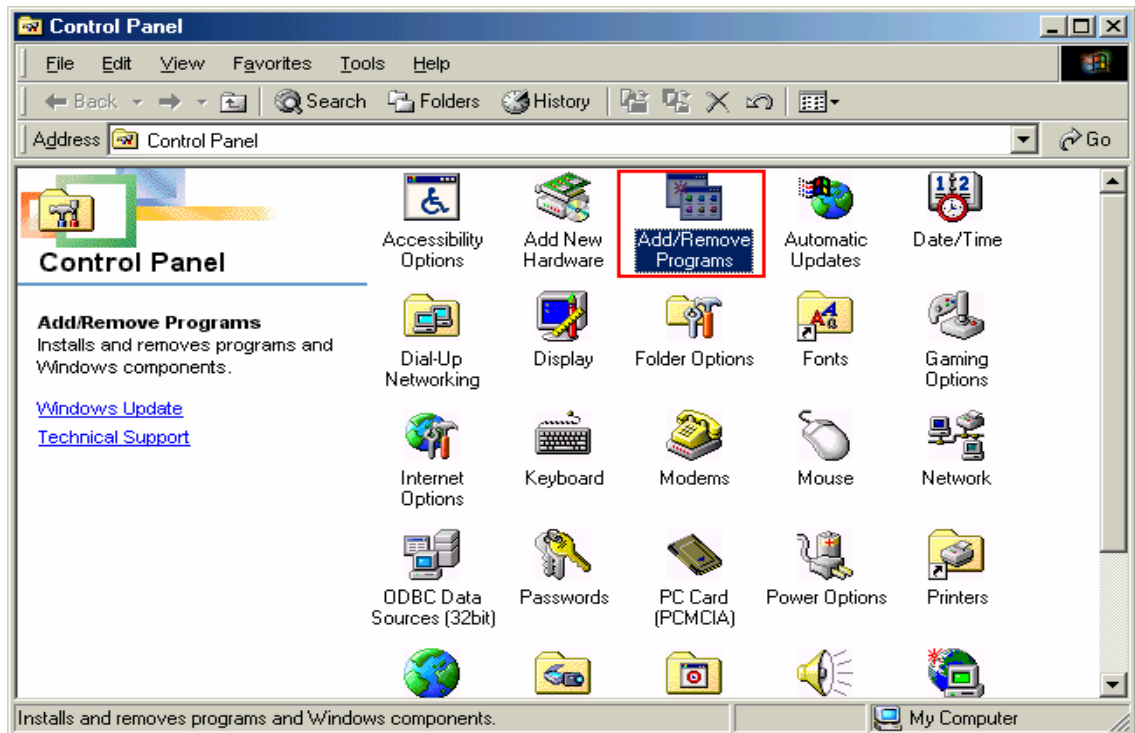 Control Panel
File Edit View Favorites Tools Help
Back Search Folders History
Address Control Panel Go
Control Panel
Add/Remove Programs
Installs and removes programs and
Windows components.
Windows Update
Technical Support
Accessibility
Options
Add New
Hardware
Add/Remove
Programs
Automatic
Updates
Date/Time
Dial-Up
Networking
Display
Folder Options
Fonts
Gaming
Options
Internet
Options
Keyboard
Modems
Mouse
Network
ODBC Data
Sources (32bit)
Passwords
PC Card
(PCMCIA)
Power Options
Printers
Installs and removes programs and Windows components.
My Computer